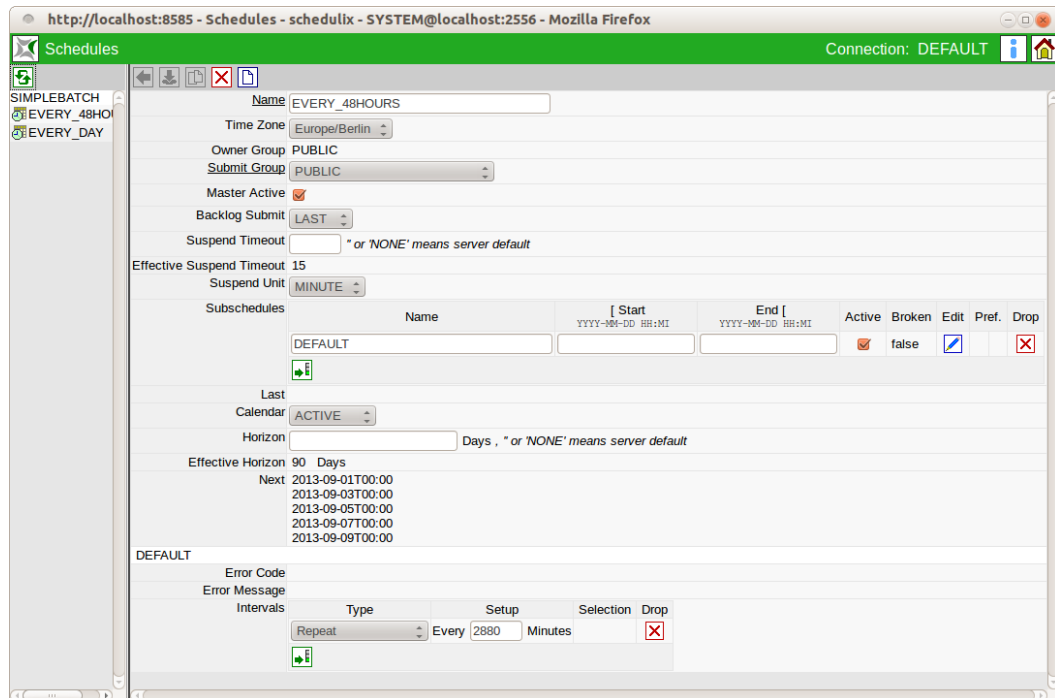 http://localhost:8585 - Schedules - schedulix - SYSTEM@localhost:2556 - Mozilla Firefox
Schedules
Connection: DEFAULT
SIMPLEBATCH
EVERY_48HOU
EVERY_DAY
Name EVERY_48HOURS
Time Zone Europe/Berlin
Owner Group PUBLIC
Submit Group PUBLIC
Master Active
Backlog Submit LAST
Suspend Timeout '' or 'NONE' means server default
Effective Suspend Timeout 15
Suspend Unit MINUTE
Subschedules
Name [ Start YYYY-MM-DD HH:MI End [ YYYY-MM-DD HH:MI Active Broken Edit Pref. Drop
DEFAULT false
Last
Calendar ACTIVE
Horizon Days , '' or 'NONE' means server default
Effective Horizon 90 Days
Next 2013-09-01T00:00
2013-09-03T00:00
2013-09-05T00:00
2013-09-07T00:00
2013-09-09T00:00
DEFAULT
Error Code
Error Message
Intervals Type Setup Selection Drop
Repeat Every 2880 Minutes